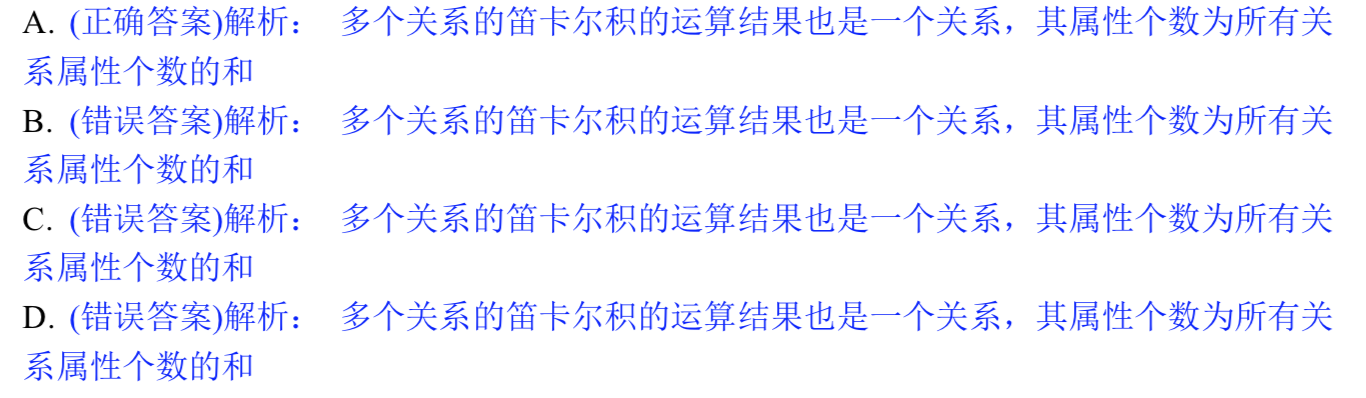 A. (正确答案)解析： 多个关系的笛卡尔积的运算结果也是一个关系，其属性个数为所有关
系属性个数的和
B. (错误答案)解析： 多个关系的笛卡尔积的运算结果也是一个关系，其属性个数为所有关
系属性个数的和
C. (错误答案)解析： 多个关系的笛卡尔积的运算结果也是一个关系，其属性个数为所有关
系属性个数的和
D. (错误答案)解析： 多个关系的笛卡尔积的运算结果也是一个关系，其属性个数为所有关
系属性个数的和